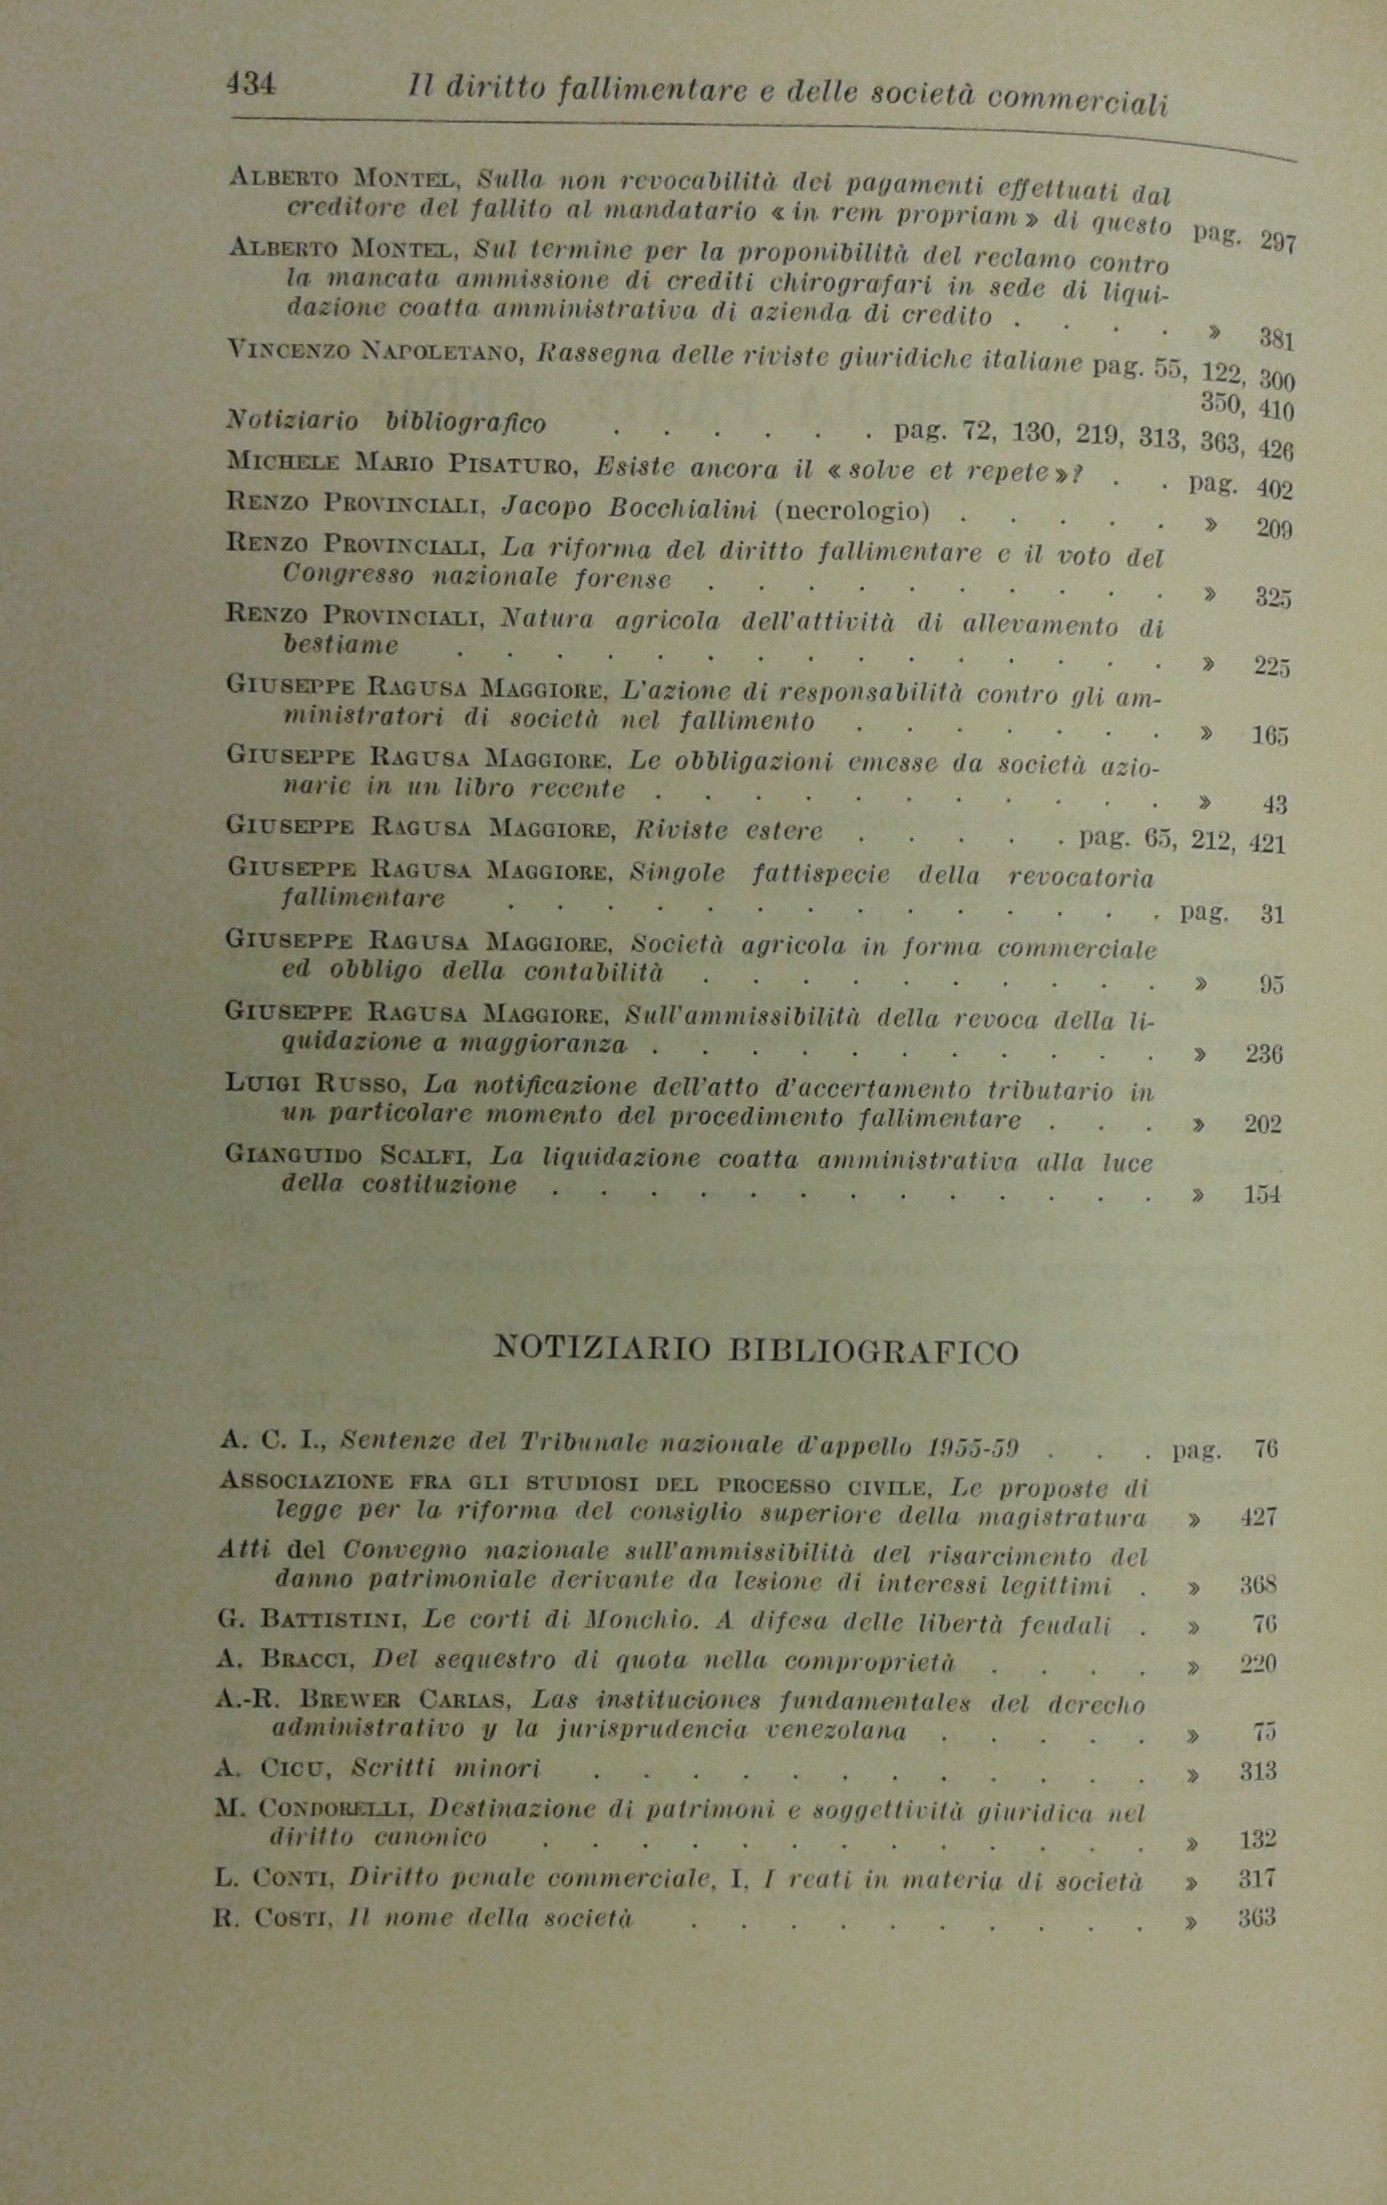 434 Il diritto fallimentare e delle società commerciali
ALBERTO MONTEL, Sulla non revocabilità dei pagamenti effettuati dal
creditore del fallito al mandatario « in rem propriam » di questo pag. 297
ALBERTO MONTEL, Sul termine per la proponibilità del reclamo contro
la mancata ammissione di crediti chirografari in sede di liqui-
dazione coatta amministrativa di azienda di credito . . . . » 381
VINCENZO NAPOLETANO, Rassegna delle riviste giuridiche italiane pag. 55, 122, 300
350, 410
Notiziario bibliografico . . . . . . pag. 72, 130, 219, 313, 363, 426
MICHELE MARIO PISATURO, Esiste ancora il « solve et repete »? . . pag. 402
RENZO PROVINCIALI, Jacopo Bocchialini (necrologio) . . . . . » 209
RENZO PROVINCIALI, La riforma del diritto fallimentare e il voto del
Congresso nazionale forense . . . . . . . . . . » 325
RENZO PROVINCIALI, Natura agricola dell'attività di allevamento di
bestiame . . . . . . . . . . . . . . . » 225
GIUSEPPE RAGUSA MAGGIORE, L'azione di responsabilità contro gli am-
ministratori di società nel fallimento . . . . . . . » 165
GIUSEPPE RAGUSA MAGGIORE, Le obbligazioni emesse da società azio-
narie in un libro recente . . . . . . . . . . . » 43
GIUSEPPE RAGUSA MAGGIORE, Riviste estere . . . . . pag. 65, 212, 421
GIUSEPPE RAGUSA MAGGIORE, Singole fattispecie della revocatoria
fallimentare . . . . . . . . . . . . . . pag. 31
GIUSEPPE RAGUSA MAGGIORE, Società agricola in forma commerciale
ed obbligo della contabilità . . . . . . . . . . » 95
GIUSEPPE RAGUSA MAGGIORE, Sull'ammissibilità della revoca della li-
quidazione a maggioranza . . . . . . . . . . . » 236
LUIGI RUSSO, La notificazione dell'atto d'accertamento tributario in
un particolare momento del procedimento fallimentare . . . » 202
GIANGUIDO SCALFI, La liquidazione coatta amministrativa alla luce
della costituzione . . . . . . . . . . . . . » 154
NOTIZIARIO BIBLIOGRAFICO
A. C. I., Sentenze del Tribunale nazionale d'appello 1955-59 . . . pag. 76
ASSOCIAZIONE FRA GLI STUDIOSI DEL PROCESSO CIVILE, Le proposte di
legge per la riforma del consiglio superiore della magistratura » 427
Atti del Convegno nazionale sull'ammissibilità del risarcimento del
danno patrimoniale derivante da lesione di interessi legittimi . » 368
G. BATTISTINI, Le corti di Monchio. A difesa delle libertà feudali . » 76
A. BRACCI, Del sequestro di quota nella comproprietà . . . . » 220
A.-R. BREWER CARIAS, Las instituciones fundamentales del derecho
administrativo y la jurisprudencia venezolana . . . . . » 75
A. CICU, Scritti minori . . . . . . . . . . . . » 313
M. CONDORELLI, Destinazione di patrimoni e soggettività giuridica nel
diritto canonico . . . . . . . . . . . . . » 132
L. CONTI, Diritto penale commerciale, I, I reati in materia di società » 317
R. COSTI, Il nome della società . . . . . . . . . . » 363